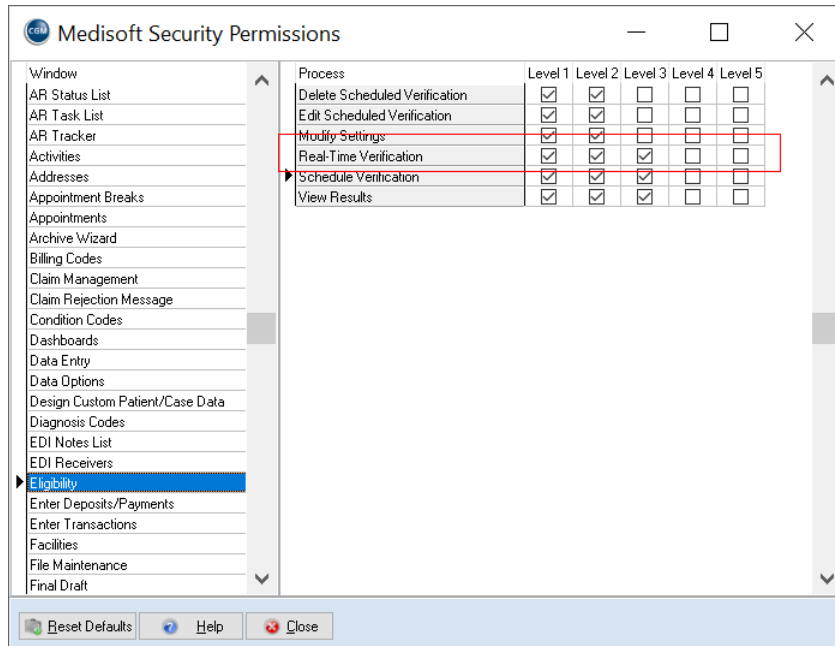 CGM Medisoft Security Permissions
Window
AR Status List
AR Task List
AR Tracker
Activities
Addresses
Appointment Breaks
Appointments
Archive Wizard
Billing Codes
Claim Management
Claim Rejection Message
Condition Codes
Dashboards
Data Entry
Data Options
Design Custom Patient/Case Data
Diagnosis Codes
EDI Notes List
EDI Receivers
Eligibility
Enter Deposits/Payments
Enter Transactions
Facilities
File Maintenance
Final Draft
Process Level 1 Level 2 Level 3 Level 4 Level 5
Delete Scheduled Verification
Edit Scheduled Verification
Modify Settings
Real-Time Verification
Schedule Verification
View Results
Reset Defaults Help Close